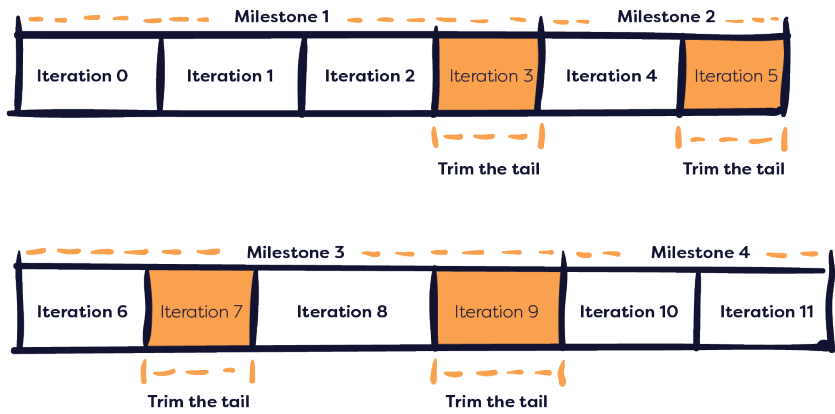 Milestone 1 Milestone 2
Iteration 0 Iteration 1 Iteration 2 Iteration 3 Iteration 4 Iteration 5
Trim the tail Trim the tail
Milestone 3 Milestone 4
Iteration 6 Iteration 7 Iteration 8 Iteration 9 Iteration 10 Iteration 11
Trim the tail Trim the tail